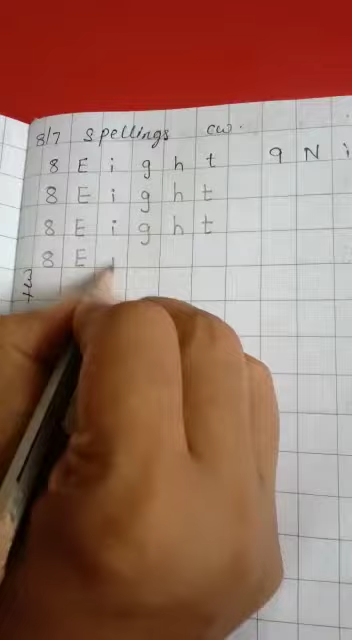 8/7 Spellings cw.
8 E i g h t 9 N i
8 E i g h t
8 E i g h t
8 E i